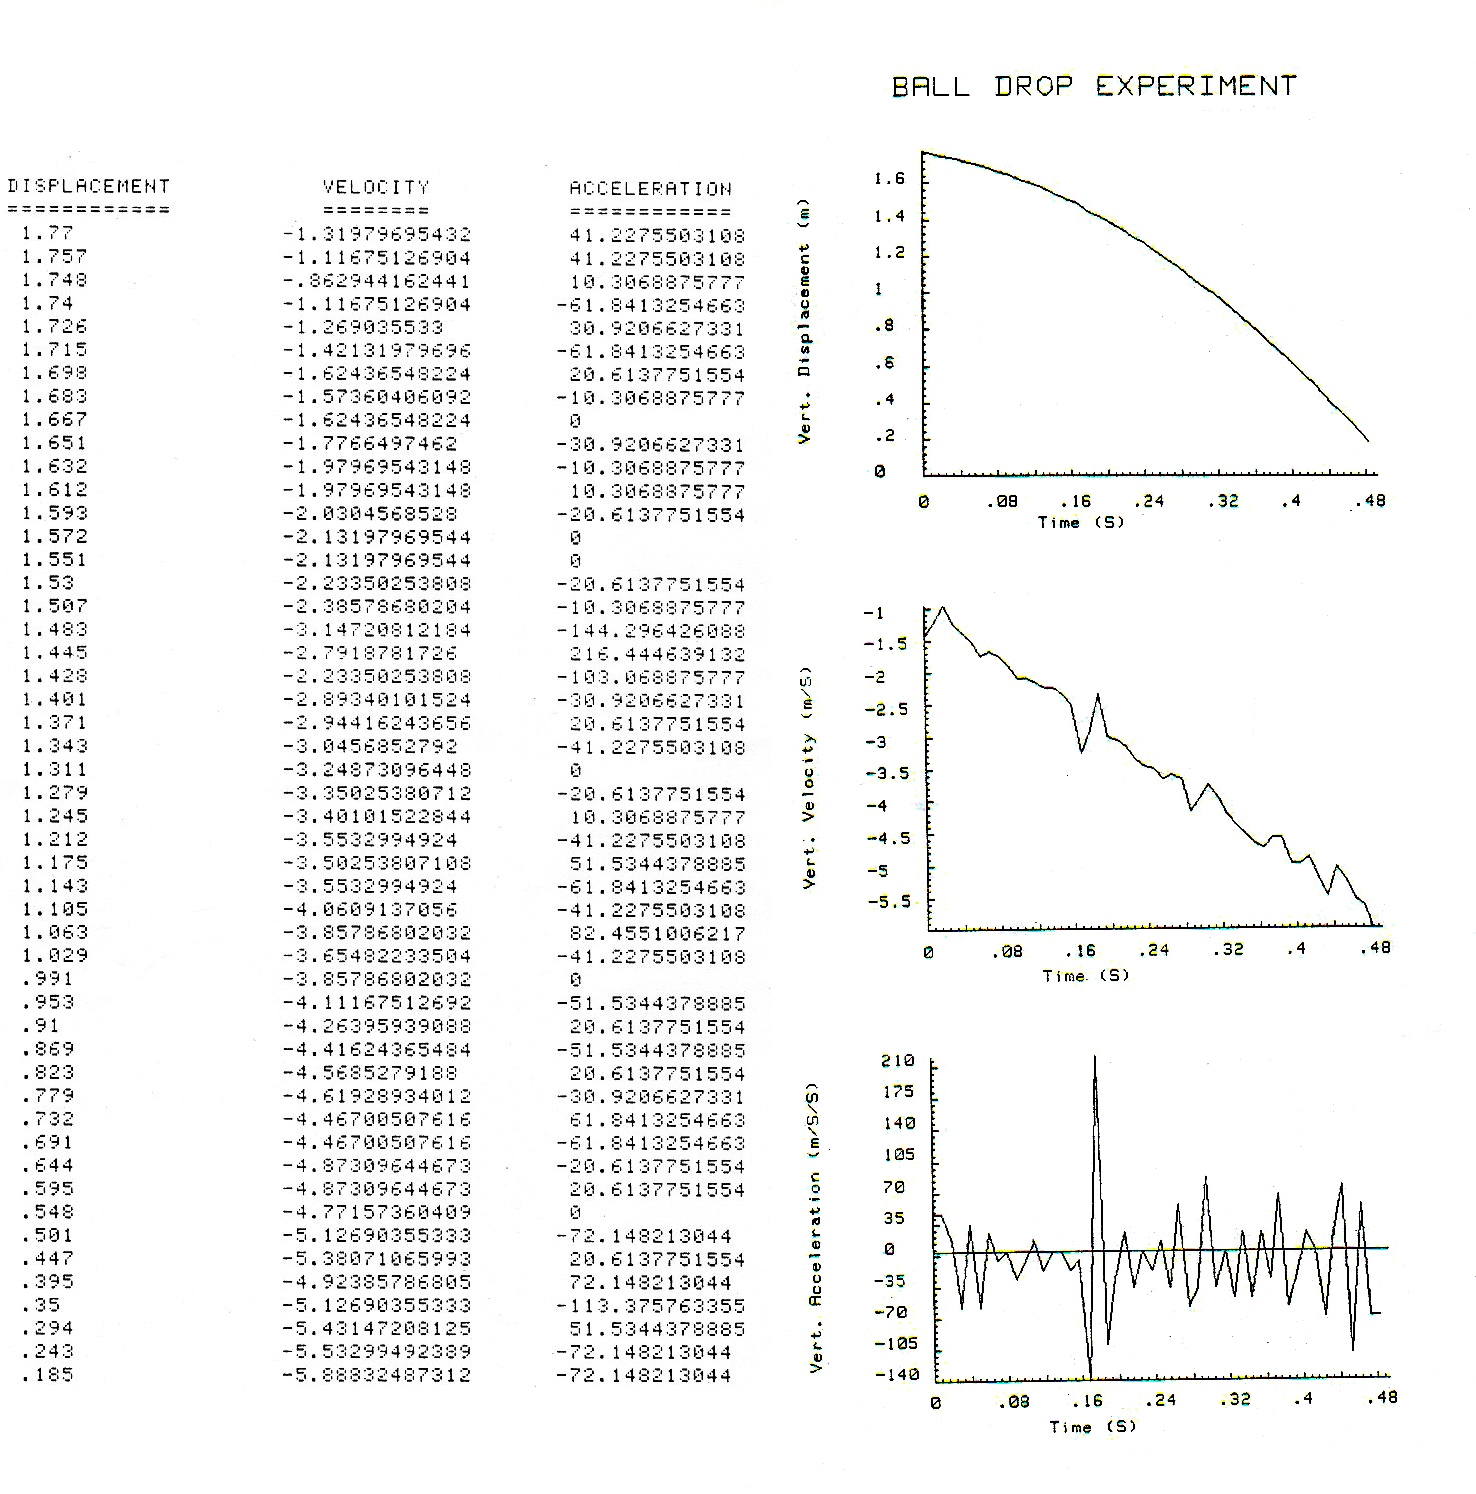 BALL DROP EXPERIMENT
DISPLACEMENT VELOCITY ACCELERATION
============ ======== ============
1.77 -1.31979695432 41.2275503108
1.757 -1.11675126904 41.2275503108
1.748 -.862944162441 10.3068875777
1.74 -1.11675126904 -61.8413254663
1.726 -1.269035533 30.9206627331
1.715 -1.42131979696 -61.8413254663
1.698 -1.62436548224 20.6137751554
1.683 -1.57360406092 -10.3068875777
1.667 -1.62436548224 0
1.651 -1.7766497462 -30.9206627331
1.632 -1.97969543148 -10.3068875777
1.612 -1.97969543148 10.3068875777
1.593 -2.0304568528 -20.6137751554
1.572 -2.13197969544 0
1.551 -2.13197969544 0
1.53 -2.23350253808 -20.6137751554
1.507 -2.38578680204 -10.3068875777
1.483 -3.14720812184 -144.296426088
1.445 -2.7918781726 216.444639132
1.428 -2.23350253808 -103.068875777
1.401 -2.89340101524 -30.9206627331
1.371 -2.94416243656 20.6137751554
1.343 -3.0456852792 -41.2275503108
1.311 -3.24873096448 0
1.279 -3.35025380712 -20.6137751554
1.245 -3.40101522844 10.3068875777
1.212 -3.5532994924 -41.2275503108
1.175 -3.50253807108 51.5344378885
1.143 -3.5532994924 -61.8413254663
1.105 -4.0609137056 -41.2275503108
1.063 -3.85786802032 82.4551006217
1.029 -3.65482233504 -41.2275503108
.991 -3.85786802032 0
.953 -4.11167512692 -51.5344378885
.91 -4.26395939088 20.6137751554
.869 -4.41624365484 -51.5344378885
.823 -4.5685279188 20.6137751554
.779 -4.61928934012 -30.9206627331
.732 -4.46700507616 61.8413254663
.691 -4.46700507616 -61.8413254663
.644 -4.87309644673 -20.6137751554
.595 -4.87309644673 20.6137751554
.548 -4.77157360409 0
.501 -5.12690355333 -72.148213044
.447 -5.38071065993 20.6137751554
.395 -4.92385786805 72.148213044
.35 -5.12690355333 -113.375763355
.294 -5.43147208125 51.5344378885
.243 -5.53299492389 -72.148213044
.185 -5.88832487312 -72.148213044
Vert. Displacement (m)
1.6
1.4
1.2
1
.8
.6
.4
.2
0
0 .08 .16 .24 .32 .4 .48
Time (S)
Vert. Velocity (m/S)
-1
-1.5
-2
-2.5
-3
-3.5
-4
-4.5
-5
-5.5
0 .08 .16 .24 .32 .4 .48
Time (S)
Vert. Acceleration (m/S/S)
210
175
140
105
70
35
0
-35
-70
-105
-140
0 .08 .16 .24 .32 .4 .48
Time (S)